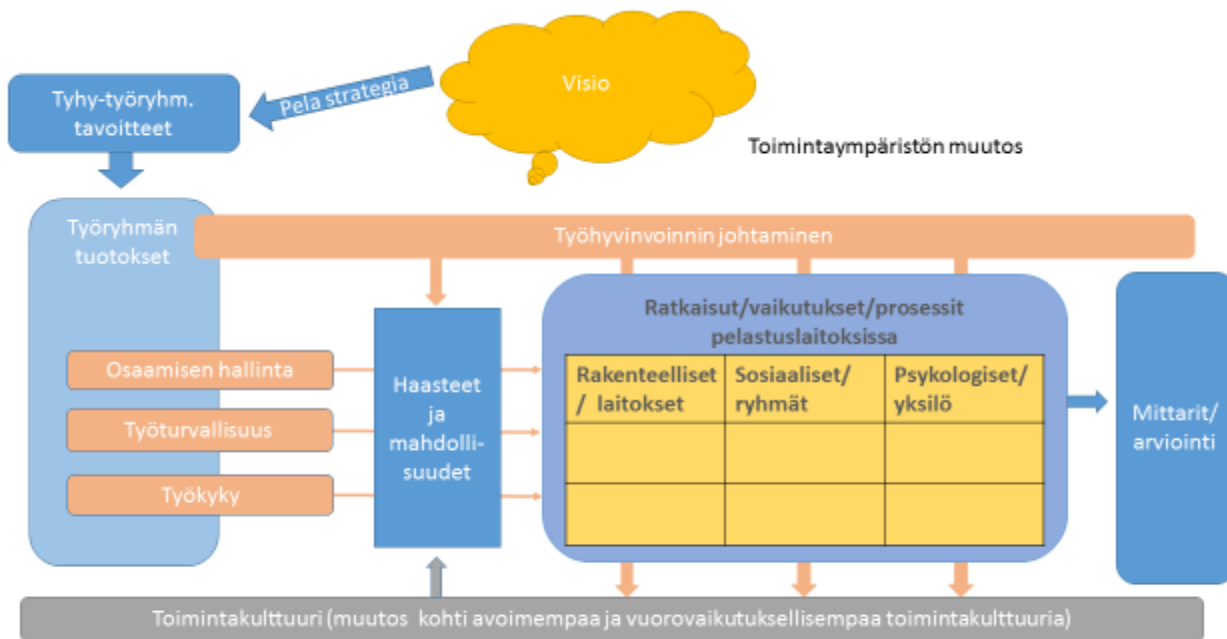 Visio
Pela strategia
Tyhy-työryhm.
tavoitteet
Toimintaympäristön muutos
Työryhmän
tuotokset
Työhyvinvoinnin johtaminen
Ratkaisut/vaikutukset/prosessit
pelastuslaitoksissa
Osaamisen hallinta
Työturvallisuus
Työkyky
Haasteet
ja
mahdolli-
suudet
Rakenteelliset
/ laitokset
Sosiaaliset/
ryhmät
Psykologiset/
yksilö
Mittarit/
arviointi
Toimintakulttuuri (muutos kohti avoimempaa ja vuorovaikutuksellisempaa toimintakulttuuria)